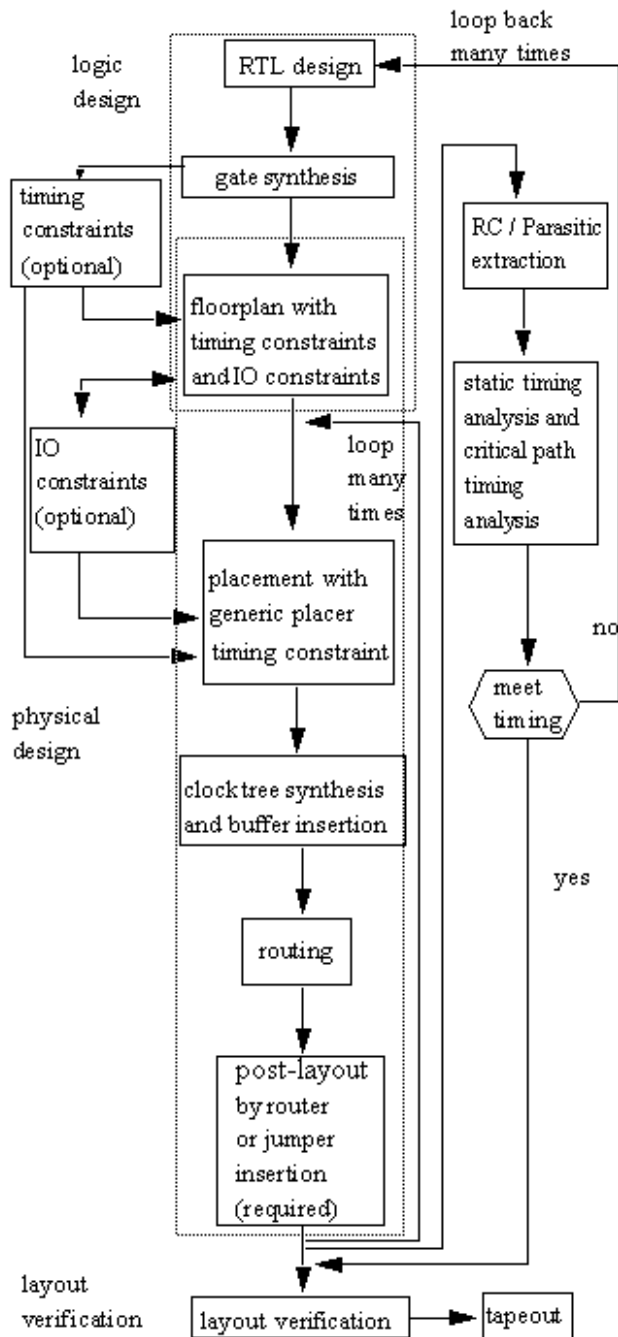 loop back
many times
logic
design
RTL design
gate synthesis
timing
constraints
(optional)
RC / Parasitic
extraction
floorplan with
timing constraints
and IO constraints
static timing
analysis and
critical path
timing
analysis
IO
constraints
(optional)
loop
many
times
placement with
generic placer
timing constraint
no
meet
timing
physical
design
clock tree synthesis
and buffer insertion
yes
routing
post-layout
by router
or jumper
insertion
(required)
layout
verification
layout verification
tapeout